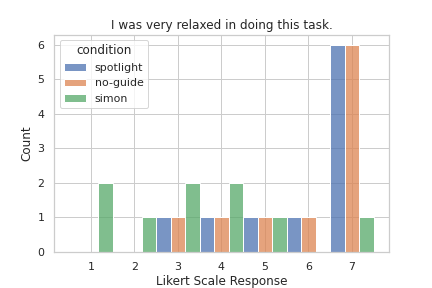 I was very relaxed in doing this task.
condition
spotlight
no-guide
simon
Count
6
5
4
3
2
1
0
1 2 3 4 5 6 7
Likert Scale Response